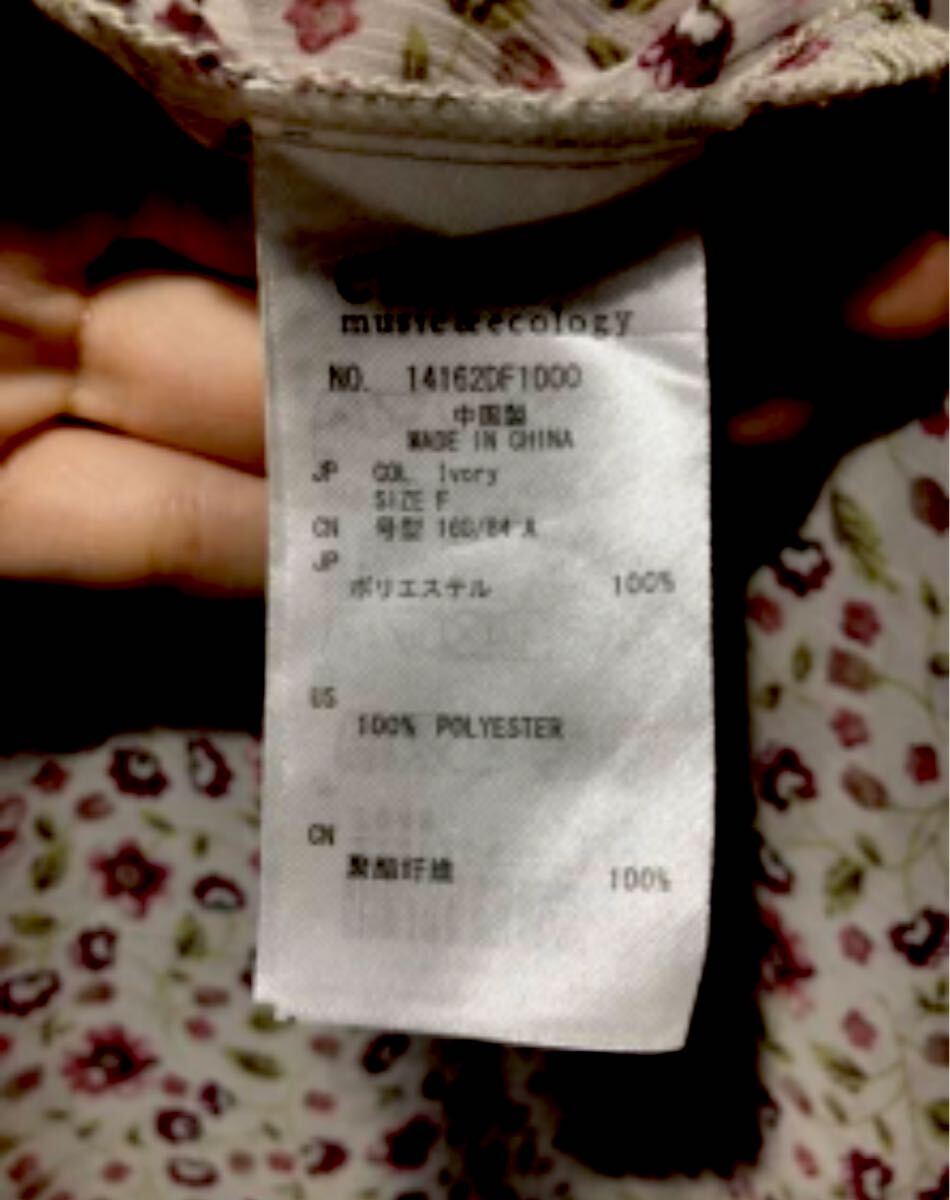 music&ecology
NO. 14162DF1000
中国製
MADE IN CHINA
JP COL Ivory
SIZE F
CN 号型 160/84 A
JP
ポリエステル 100%
US
100% POLYESTER
CN
聚酯纤维 100%